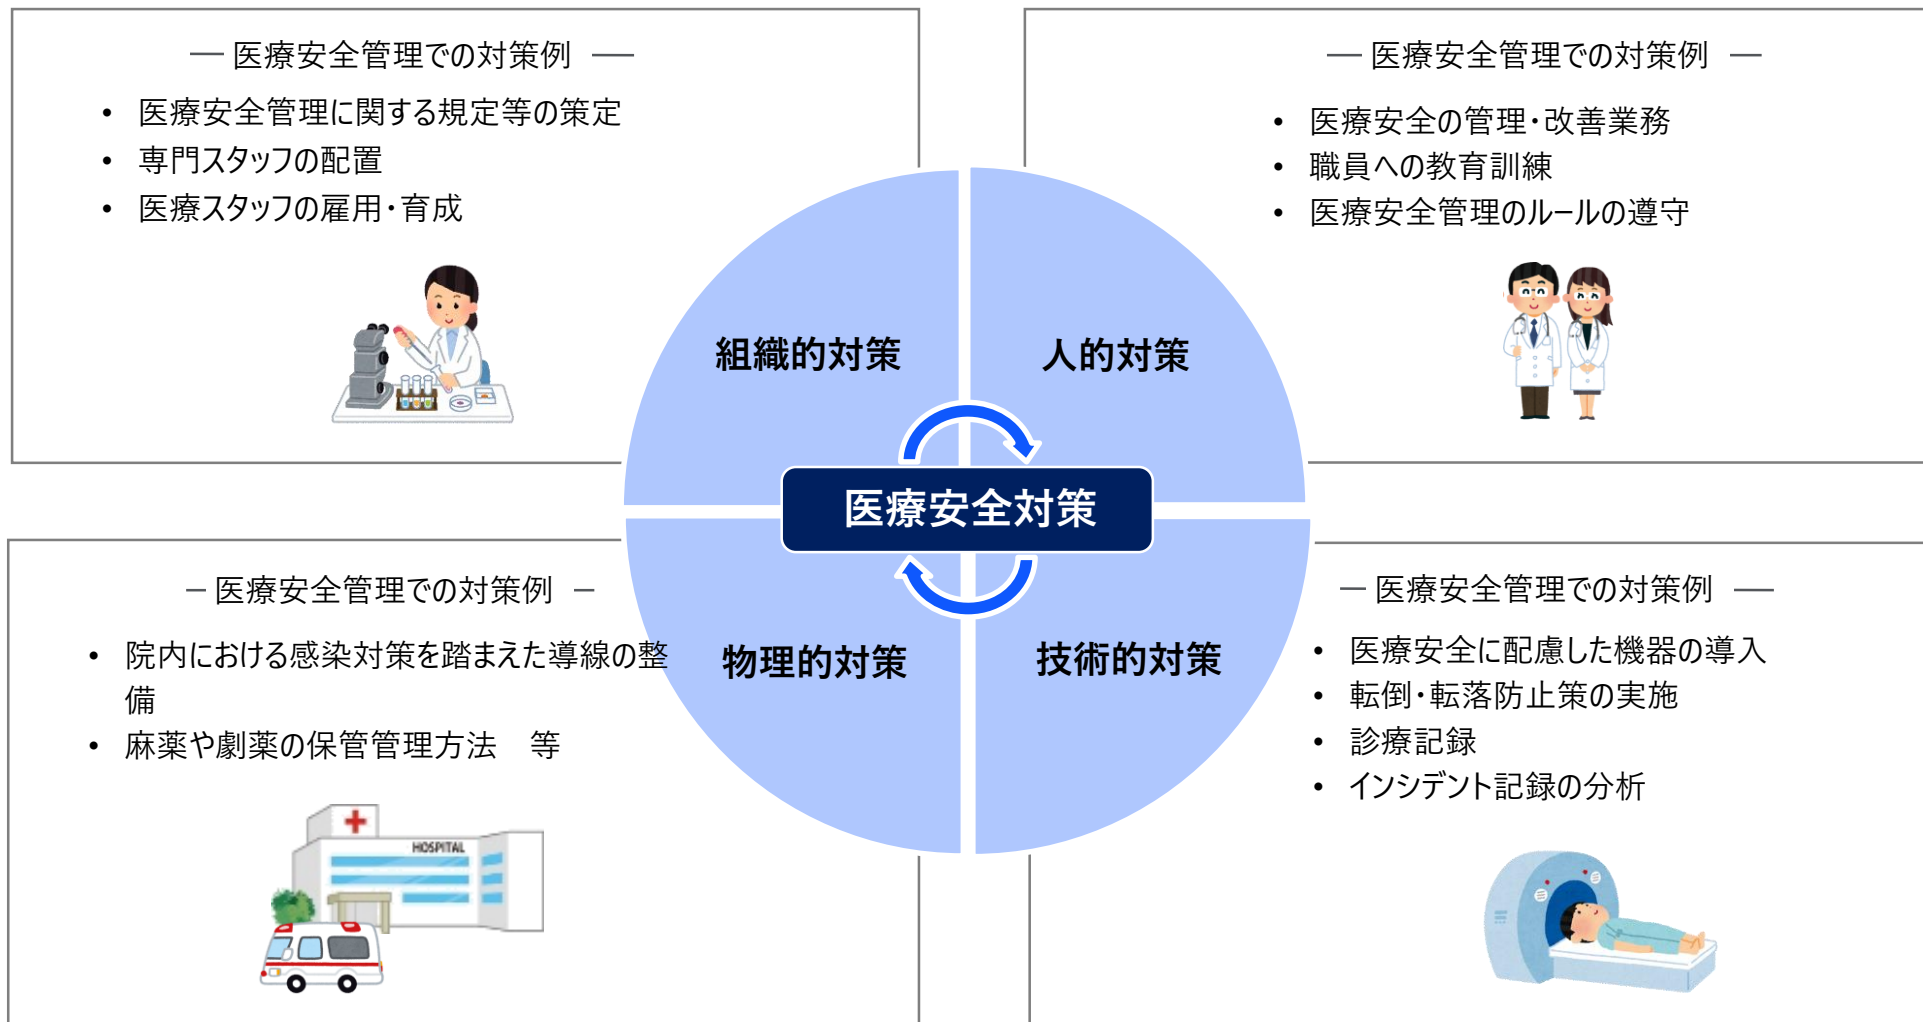 医療安全管理での対策例
• 医療安全管理に関する規定等の策定
• 専門スタッフの配置
• 医療スタッフの雇用・育成
医療安全管理での対策例
• 医療安全の管理・改善業務
• 職員への教育訓練
• 医療安全管理のルールの遵守
組織的対策
人的対策
医療安全対策
物理的対策
技術的対策
医療安全管理での対策例
• 院内における感染対策を踏まえた導線の整
備
• 麻薬や劇薬の保管管理方法　等
HOSPITAL
医療安全管理での対策例
• 医療安全に配慮した機器の導入
• 転倒・転落防止策の実施
• 診療記録
• インシデント記録の分析